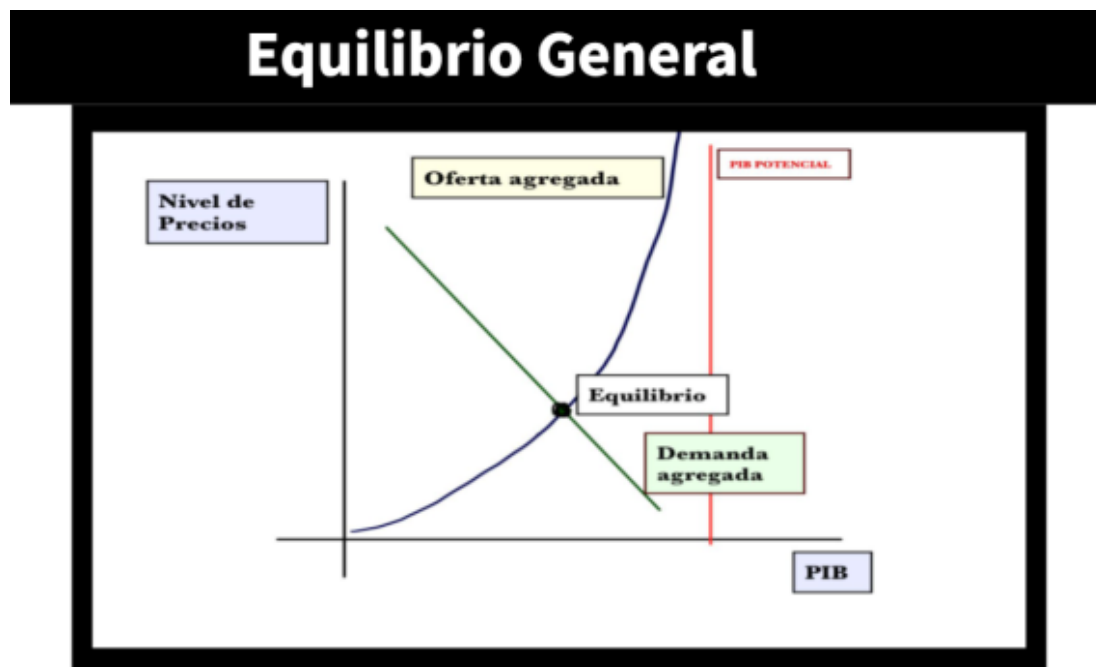 Equilibrio General
Oferta agregada
PIB POTENCIAL
Nivel de
Precios
Equilibrio
Demanda
agregada
PIB